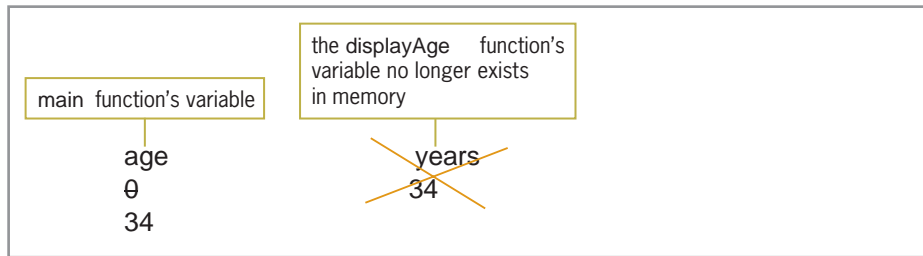 the displayAge function's
variable no longer exists
in memory
main function's variable
age
0
34
years
34